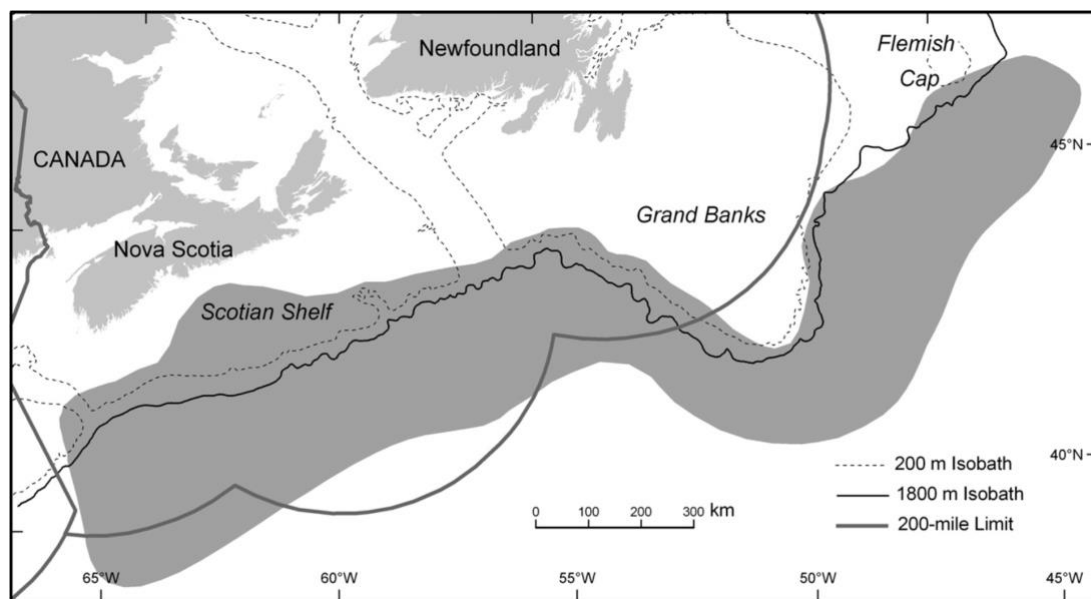 Newfoundland
Flemish
Cap
CANADA
45°N
Grand Banks
Nova Scotia
Scotian Shelf
40°N
200 m Isobath
1800 m Isobath
200-mile Limit
0 100 200 300 km
65°W 60°W 55°W 50°W 45°W